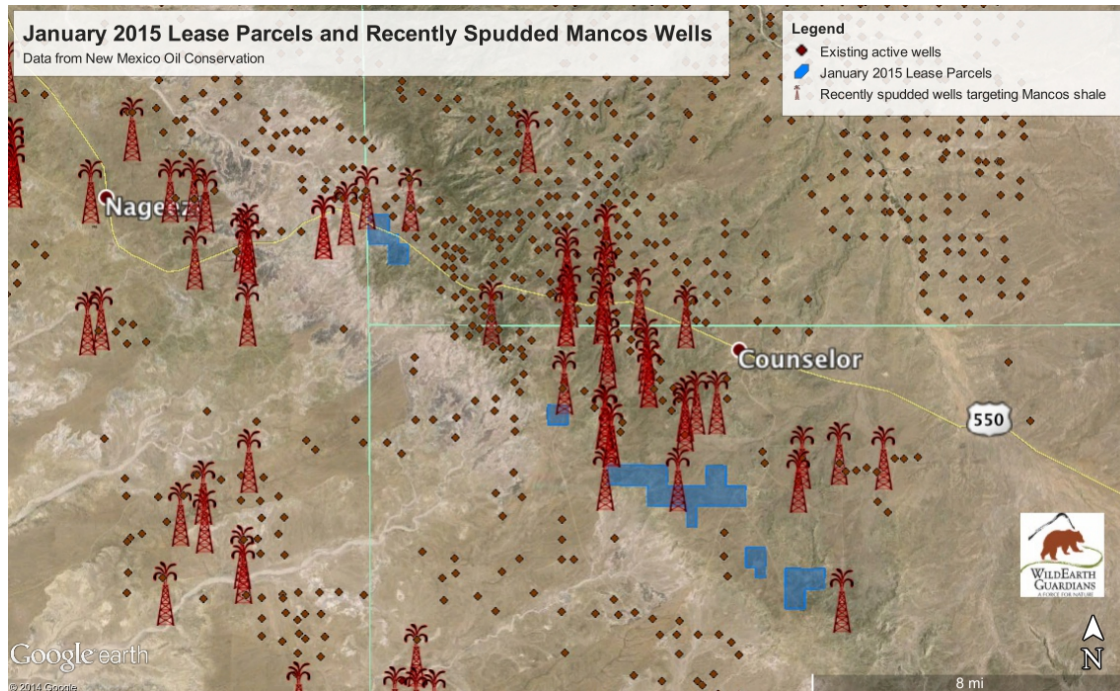 January 2015 Lease Parcels and Recently Spudded Mancos Wells
Data from New Mexico Oil Conservation
Legend
Existing active wells
January 2015 Lease Parcels
Recently spudded wells targeting Mancos shale
Nageezi
Counselor
550
WILDEARTH
GUARDIANS
A FORCE FOR NATURE
Google earth
© 2014 Google
N
8 mi